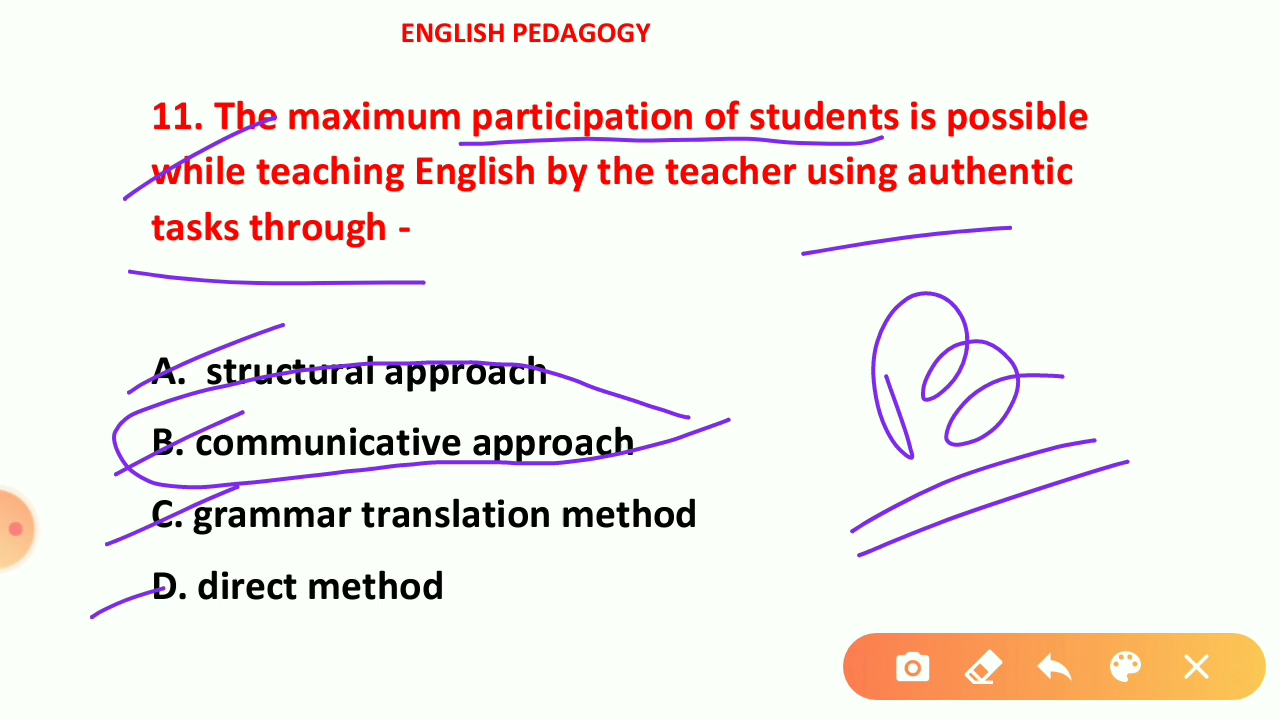 ENGLISH PEDAGOGY
11. The maximum participation of students is possible
while teaching English by the teacher using authentic
tasks through -
A. structural approach
B. communicative approach
B
C. grammar translation method
D. direct method